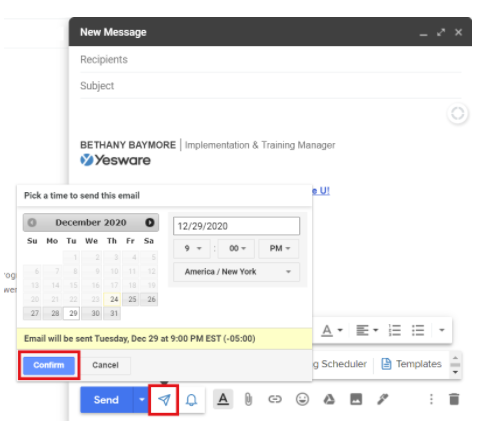 New Message
Recipients
Subject
BETHANY BAYMORE | Implementation & Training Manager
Yesware
e U!
Pick a time to send this email
December 2020
Su Mo Tu We Th Fr Sa
1 2 3 4 5
6 7 8 9 10 11 12
13 14 15 16 17 18 19
20 21 22 23 24 25 26
27 28 29 30 31
12/29/2020
9 : 00 PM
America / New York
Email will be sent Tuesday, Dec 29 at 9:00 PM EST (-05:00)
Confirm Cancel
g Scheduler Templates
Send A